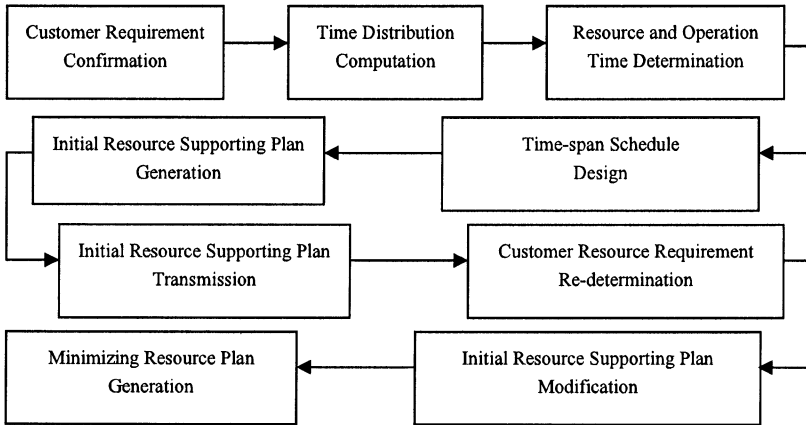 Customer Requirement
Confirmation
Time Distribution
Computation
Resource and Operation
Time Determination
Time-span Schedule
Design
Initial Resource Supporting Plan
Generation
Initial Resource Supporting Plan
Transmission
Customer Resource Requirement
Re-determination
Initial Resource Supporting Plan
Modification
Minimizing Resource Plan
Generation